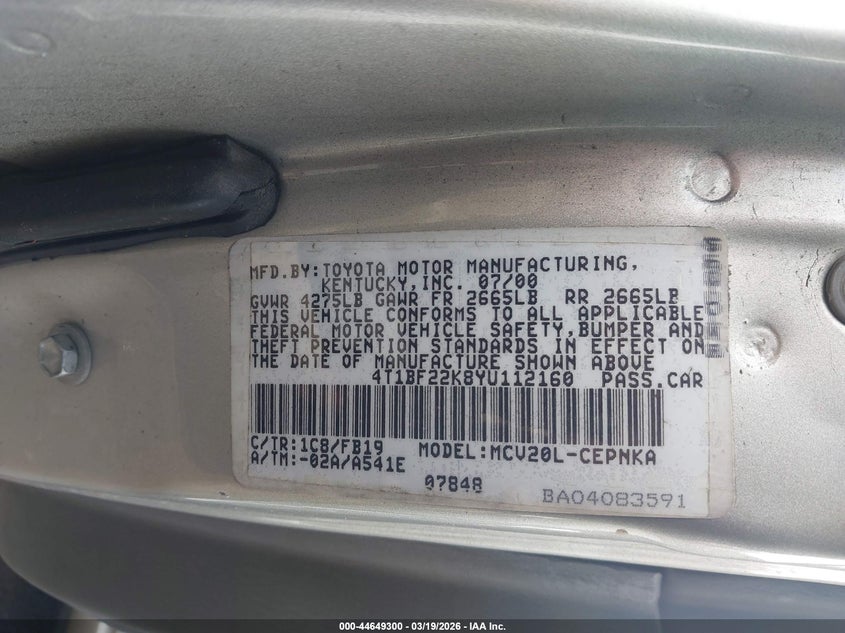 MFD.BY:TOYOTA MOTOR MANUFACTURING,
KENTUCKY,INC. 07/00
GVWR 4275LB GAWR FR 2665LB RR 2665LB
THIS VEHICLE CONFORMS TO ALL APPLICABLE
FEDERAL MOTOR VEHICLE SAFETY,BUMPER AND
THEFT PREVENTION STANDARDS IN EFFECT ON
THE DATE OF MANUFACTURE SHOWN ABOVE
4T1BF22K8YU112160 PASS.CAR
C/TR:1C8/FB19 MODEL:MCV20L-CEPNKA
A/TM:-02A/A541E
07848
BA04083591
000-44649300 | 03/19/2026 | IAA Inc.